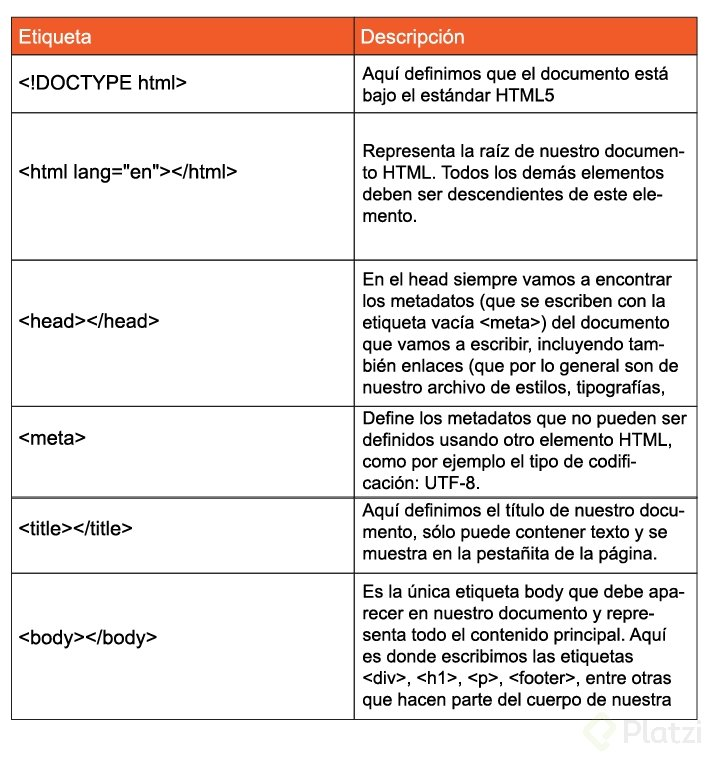 Etiqueta Descripción
<!DOCTYPE html>
Aquí definimos que el documento está
bajo el estándar HTML5
<html lang="en"></html>
Representa la raíz de nuestro documen-
to HTML. Todos los demás elementos
deben ser descendientes de este ele-
mento.
<head></head>
En el head siempre vamos a encontrar
los metadatos (que se escriben con la
etiqueta vacía <meta>) del documento
que vamos a escribir, incluyendo tam-
bién enlaces (que por lo general son de
nuestro archivo de estilos, tipografías,
<meta>
Define los metadatos que no pueden ser
definidos usando otro elemento HTML,
como por ejemplo el tipo de codifi-
cación: UTF-8.
<title></title>
Aquí definimos el título de nuestro docu-
mento, sólo puede contener texto y se
muestra en la pestañita de la página.
<body></body>
Es la única etiqueta body que debe apa-
recer en nuestro documento y repre-
senta todo el contenido principal. Aquí
es donde escribimos las etiquetas
<div>, <h1>, <p>, <footer>, entre otras
que hacen parte del cuerpo de nuestra
Platzi